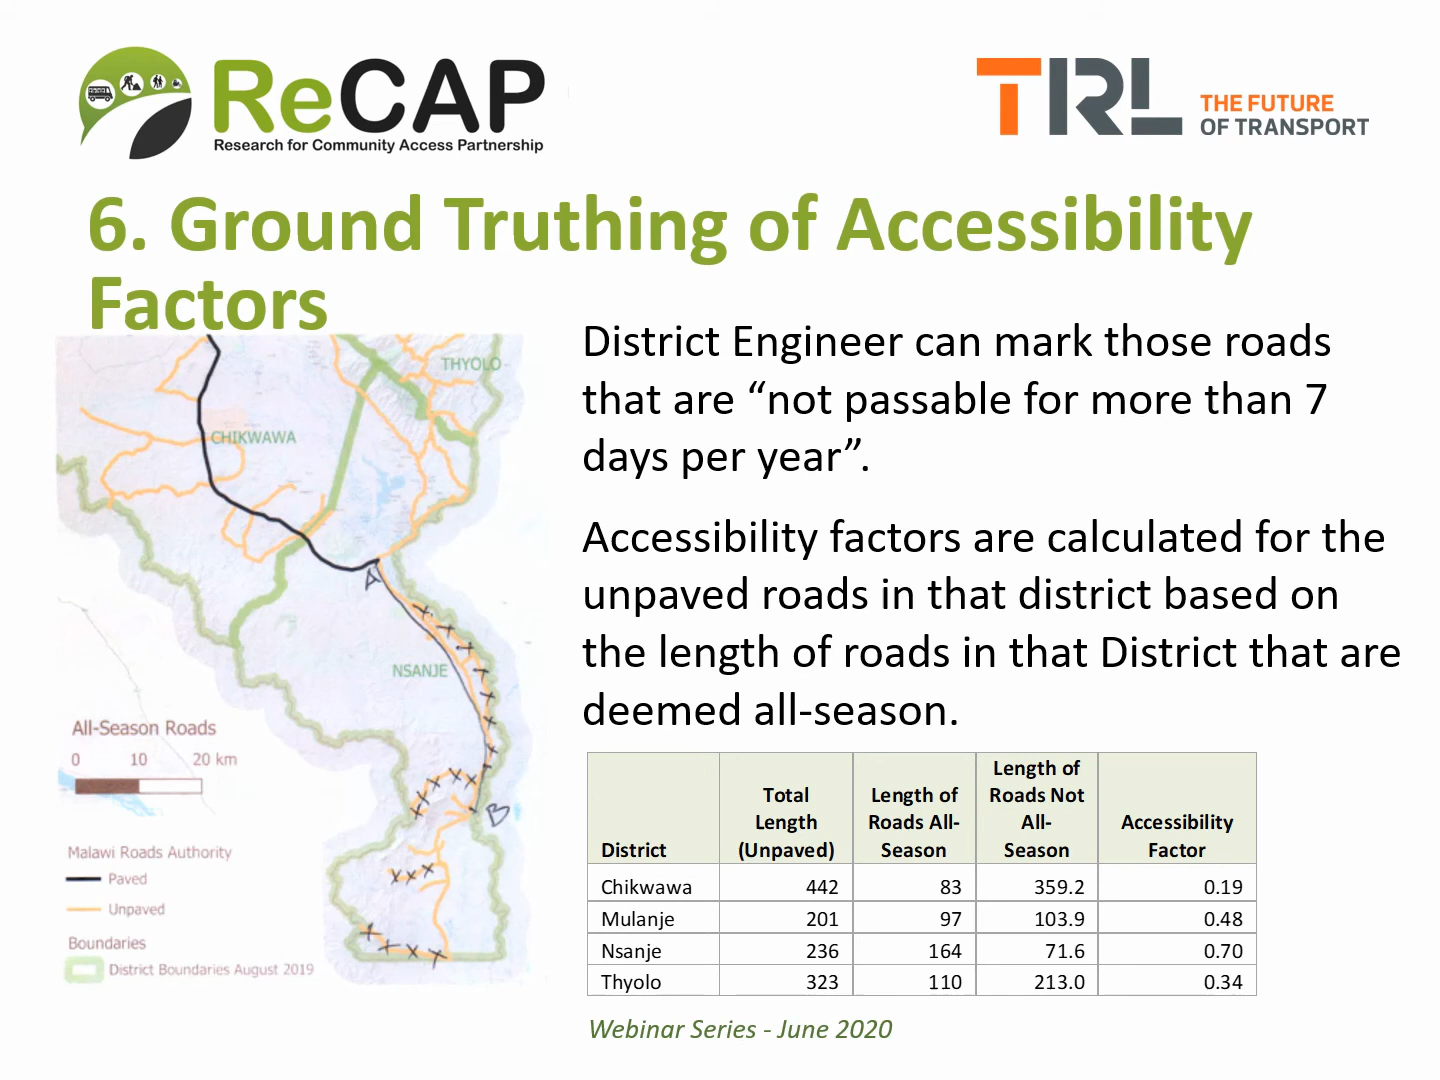 ReCAP
Research for Community Access Partnership
TRL
THE FUTURE
OF TRANSPORT
6. Ground Truthing of Accessibility
Factors
District Engineer can mark those roads
that are “not passable for more than 7
days per year”.
Accessibility factors are calculated for the
unpaved roads in that district based on
the length of roads in that District that are
deemed all-season.
THYOLO
CHIKWAWA
A
NSANJE
B
All-Season Roads
0 10 20 km
Malawi Roads Authority
Paved
Unpaved
Boundaries
District Boundaries August 2019
District Total Length (Unpaved) Length of Roads All-Season Length of Roads Not All-Season Accessibility Factor
Chikwawa 442 83 359.2 0.19
Mulanje 201 97 103.9 0.48
Nsanje 236 164 71.6 0.70
Thyolo 323 110 213.0 0.34
Webinar Series - June 2020